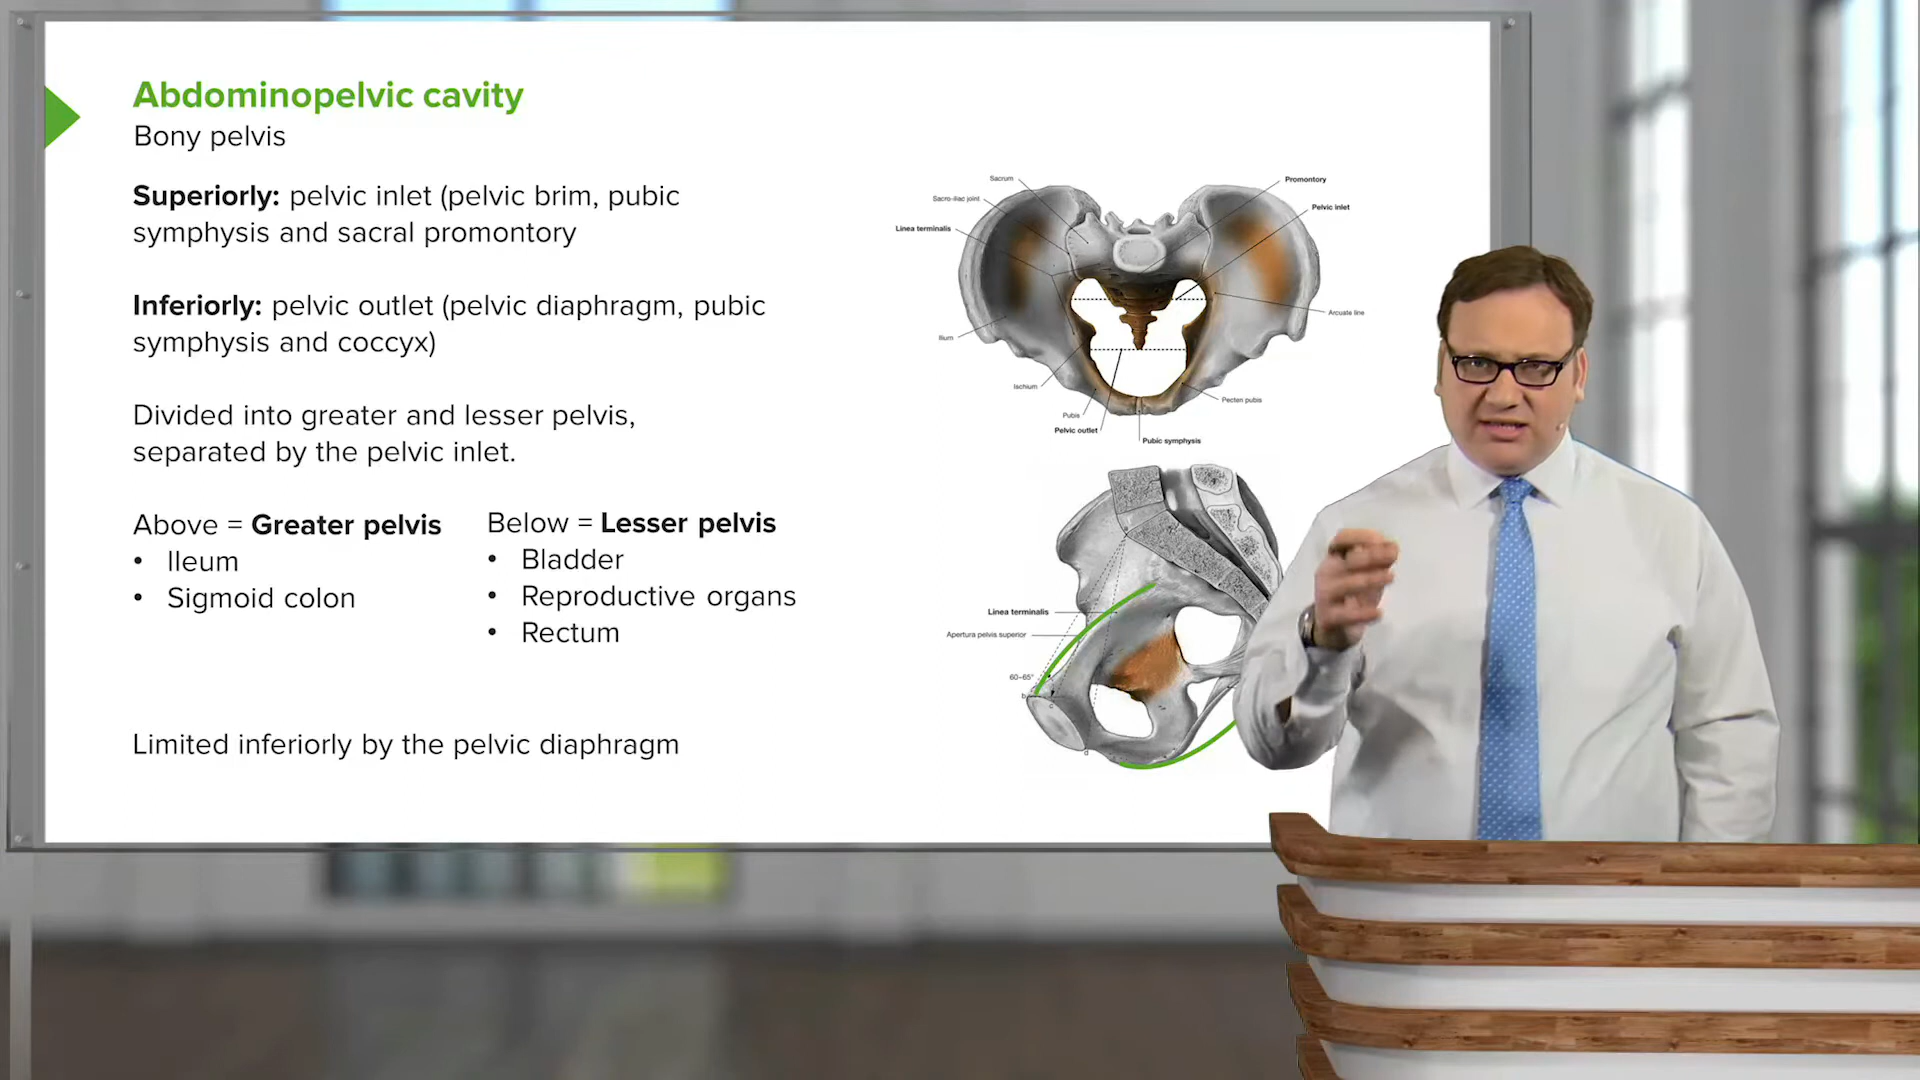 Abdominopelvic cavity
Bony pelvis
Superiorly: pelvic inlet (pelvic brim, pubic
symphysis and sacral promontory
Inferiorly: pelvic outlet (pelvic diaphragm, pubic
symphysis and coccyx)
Divided into greater and lesser pelvis,
separated by the pelvic inlet.
Above = Greater pelvis
• Ileum
• Sigmoid colon
Below = Lesser pelvis
• Bladder
• Reproductive organs
• Rectum
Limited inferiorly by the pelvic diaphragm
Sacrum
Sacro-iliac joint
Linea terminalis
Ilium
Ischium
Pubis
Pelvic outlet
Promontory
Pelvic inlet
Arcuate line
Pecten pubis
Pubic symphysis
Linea terminalis
Apertura pelvis superior
60–65°
b
c
d